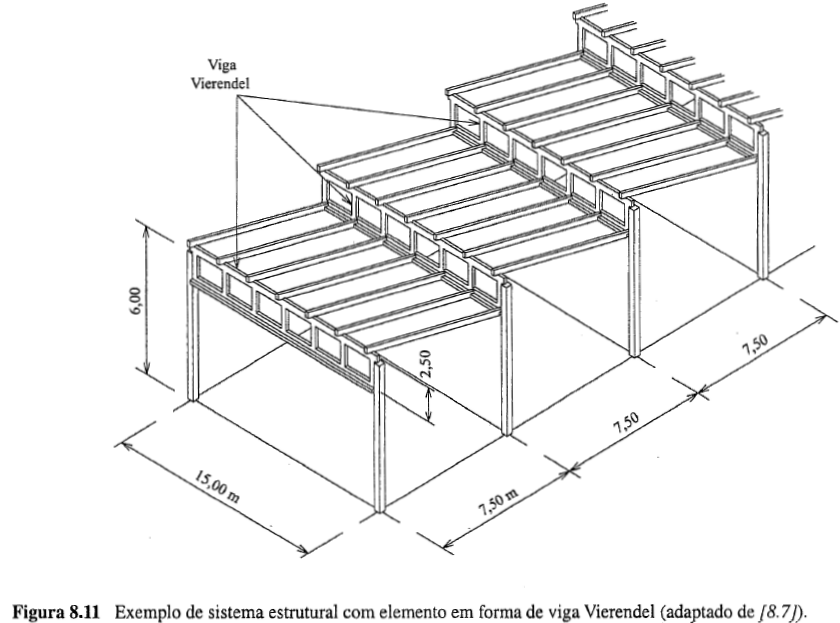 Viga
Vierendel
6,00
2,50
7,50
7,50
15,00 m
7,50 m
Figura 8.11 Exemplo de sistema estrutural com elemento em forma de viga Vierendel (adaptado de [8.7]).